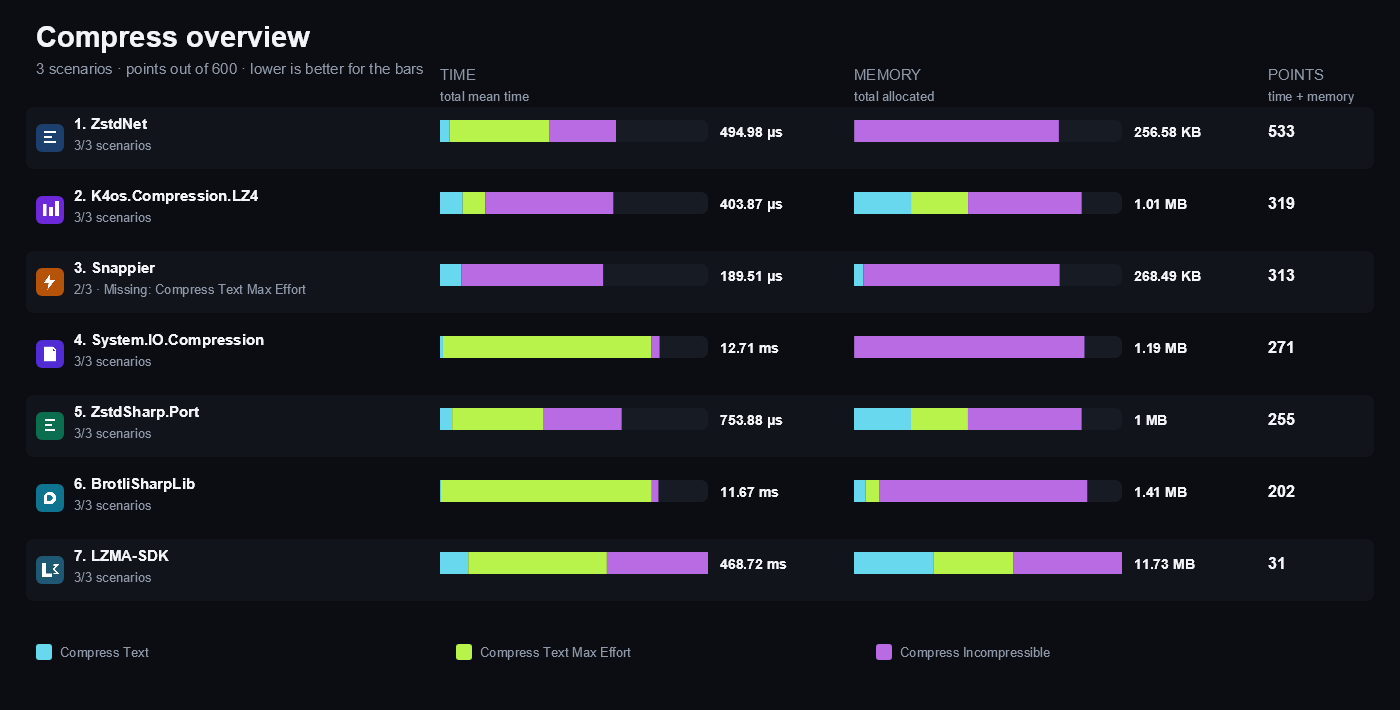 Compress overview
3 scenarios · points out of 600 · lower is better for the bars
TIME
total mean time
MEMORY
total allocated
POINTS
time + memory
1. ZstdNet
3/3 scenarios
494.98 µs
256.58 KB
533
2. K4os.Compression.LZ4
3/3 scenarios
403.87 µs
1.01 MB
319
3. Snappier
2/3 · Missing: Compress Text Max Effort
189.51 µs
268.49 KB
313
4. System.IO.Compression
3/3 scenarios
12.71 ms
1.19 MB
271
5. ZstdSharp.Port
3/3 scenarios
753.88 µs
1 MB
255
6. BrotliSharpLib
3/3 scenarios
11.67 ms
1.41 MB
202
7. LZMA-SDK
3/3 scenarios
468.72 ms
11.73 MB
31
Compress Text
Compress Text Max Effort
Compress Incompressible